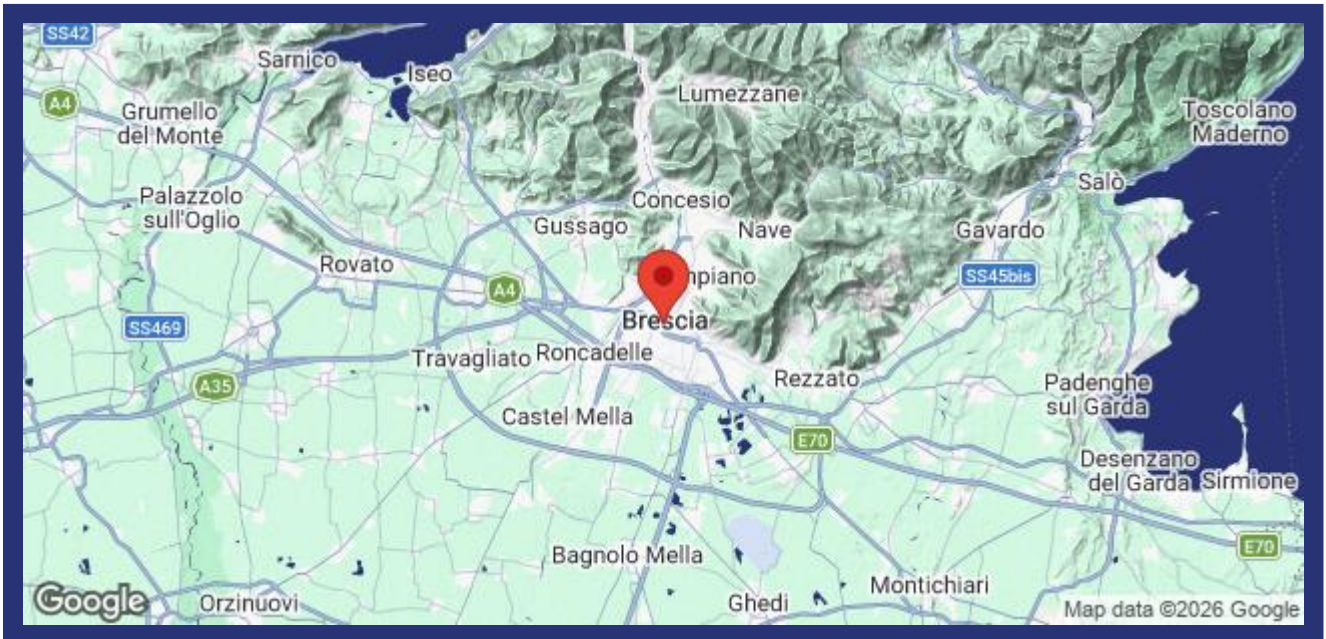 SS42
Sarnico
Iseo
Lumezzane
A4
Grumello
del Monte
Toscolano
Maderno
Salò
Palazzolo
sull'Oglio
Concesio
Gussago
Nave
Gavardo
Rovato
A4
SS45bis
SS469
Brescia
Travagliato
Roncadelle
A35
Rezzato
Padenghe
sul Garda
Castel Mella
E70
Desenzano
del Garda
Sirmione
Bagnolo Mella
E70
Montichiari
Google
Orzinuovi
Ghedi
Map data ©2026 Google